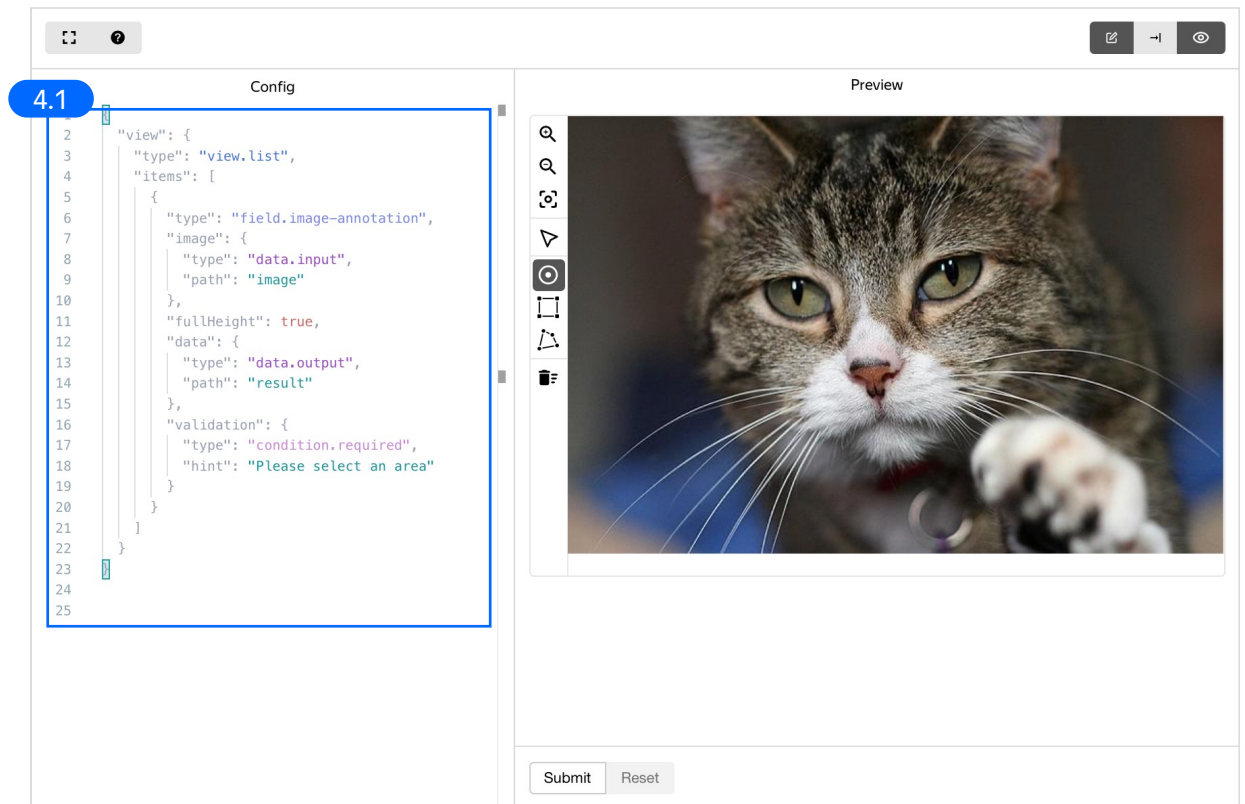 Config
Preview
4.1
1 {
2 "view": {
3 "type": "view.list",
4 "items": [
5 {
6 "type": "field.image-annotation",
7 "image": {
8 "type": "data.input",
9 "path": "image"
10 },
11 "fullHeight": true,
12 "data": {
13 "type": "data.output",
14 "path": "result"
15 },
16 "validation": {
17 "type": "condition.required",
18 "hint": "Please select an area"
19 }
20 }
21 ]
22 }
23 }
24
25
Submit
Reset